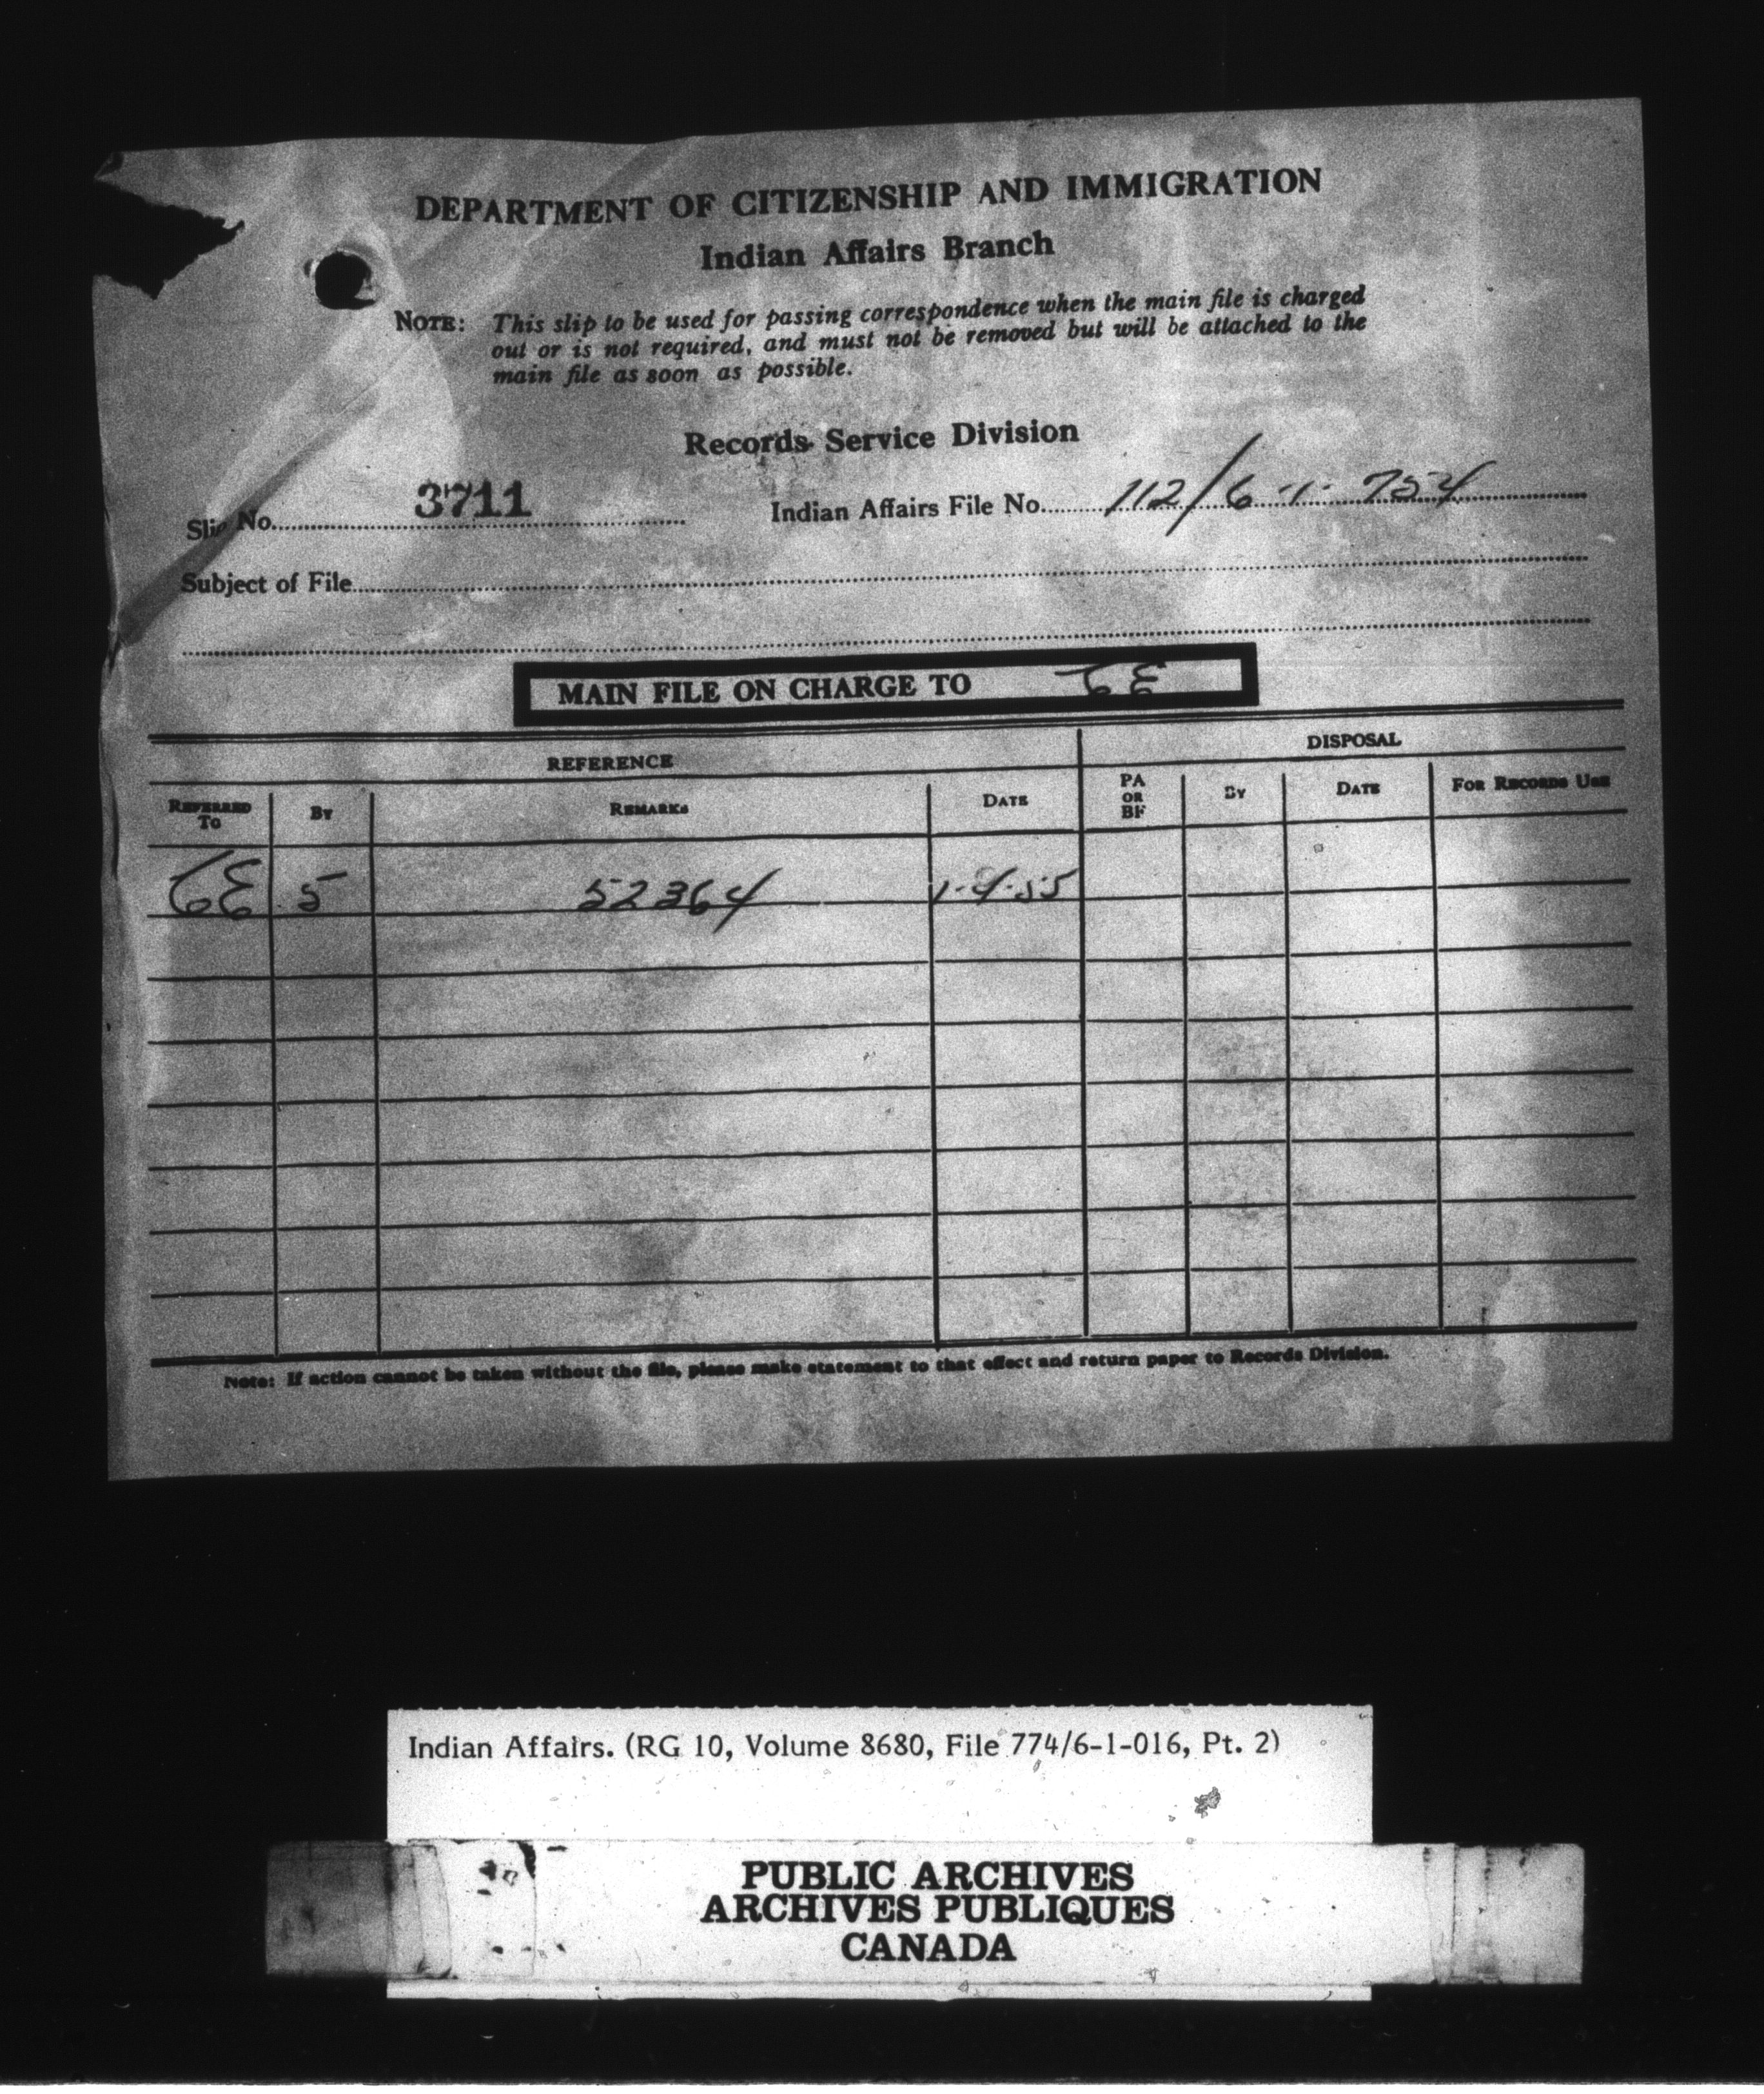 DEPARTMENT OF CITIZENSHIP AND IMMIGRATION
Indian Affairs Branch
NOTE: This slip to be used for passing correspondence when the main file is charged
out or is not required, and must not be removed but will be attached to the
main file as soon as possible.
Records Service Division
Slip No. 3711 Indian Affairs File No. 112/6-1-754
Subject of File
MAIN FILE ON CHARGE TO
REFERENCE DISPOSAL
REFERRED TO BY REMARKS DATE PA OR BF BY DATE FOR RECORDS USE
5 52364 1-4-55
Note: If action cannot be taken without the file, please make statement to that effect and return paper to Records Division.
Indian Affairs. (RG 10, Volume 8680, File 774/6-1-016, Pt. 2)
PUBLIC ARCHIVES
ARCHIVES PUBLIQUES
CANADA